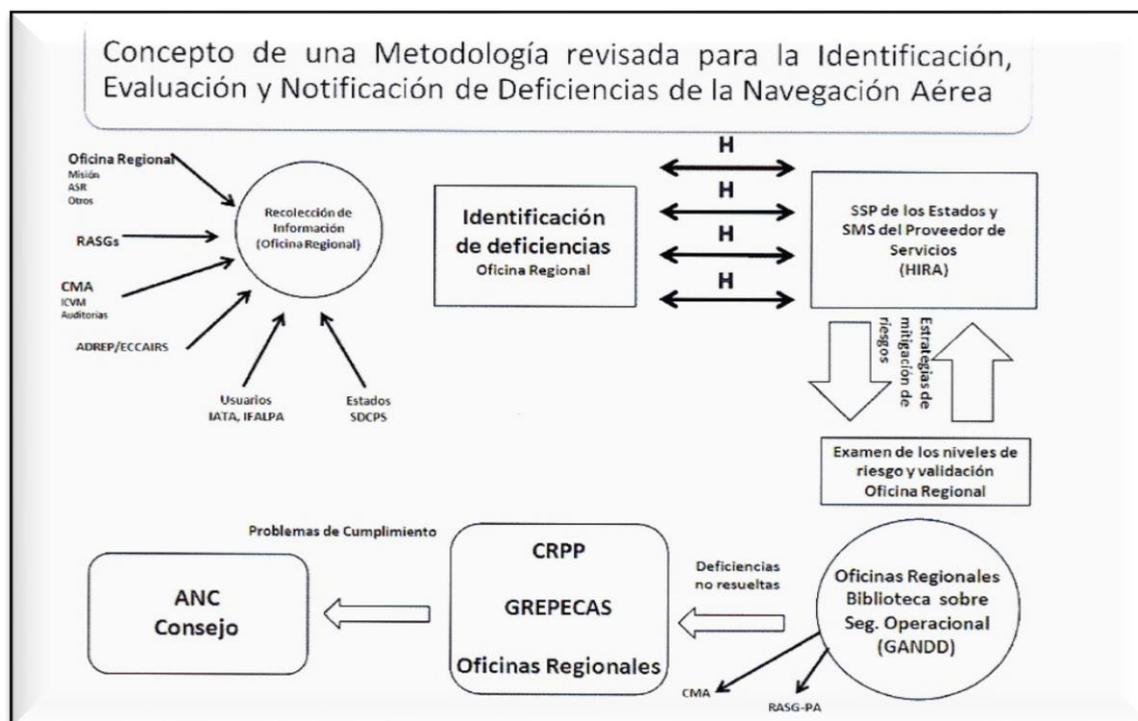 Concepto de una Metodología revisada para la Identificación,
Evaluación y Notificación de Deficiencias de la Navegación Aérea
Oficina Regional
Misión
ASR
Otros
RASGs
CMA
ICVM
Auditorias
ADREP/ECCAIRS
Usuarios
IATA, IFALPA
Estados
SDCPS
Recolección de
Información
(Oficina Regional)
Identificación
de deficiencias
Oficina Regional
H
H
H
H
SSP de los Estados y
SMS del Proveedor de
Servicios
(HIRA)
Estrategias de
mitigación de
riesgos
Examen de los niveles de
riesgo y validación
Oficina Regional
Oficinas Regionales
Biblioteca sobre
Seg. Operacional
(GANDD)
CMA
RASG-PA
Deficiencias
no resueltas
CRPP
GREPECAS
Oficinas Regionales
Problemas de Cumplimiento
ANC
Consejo